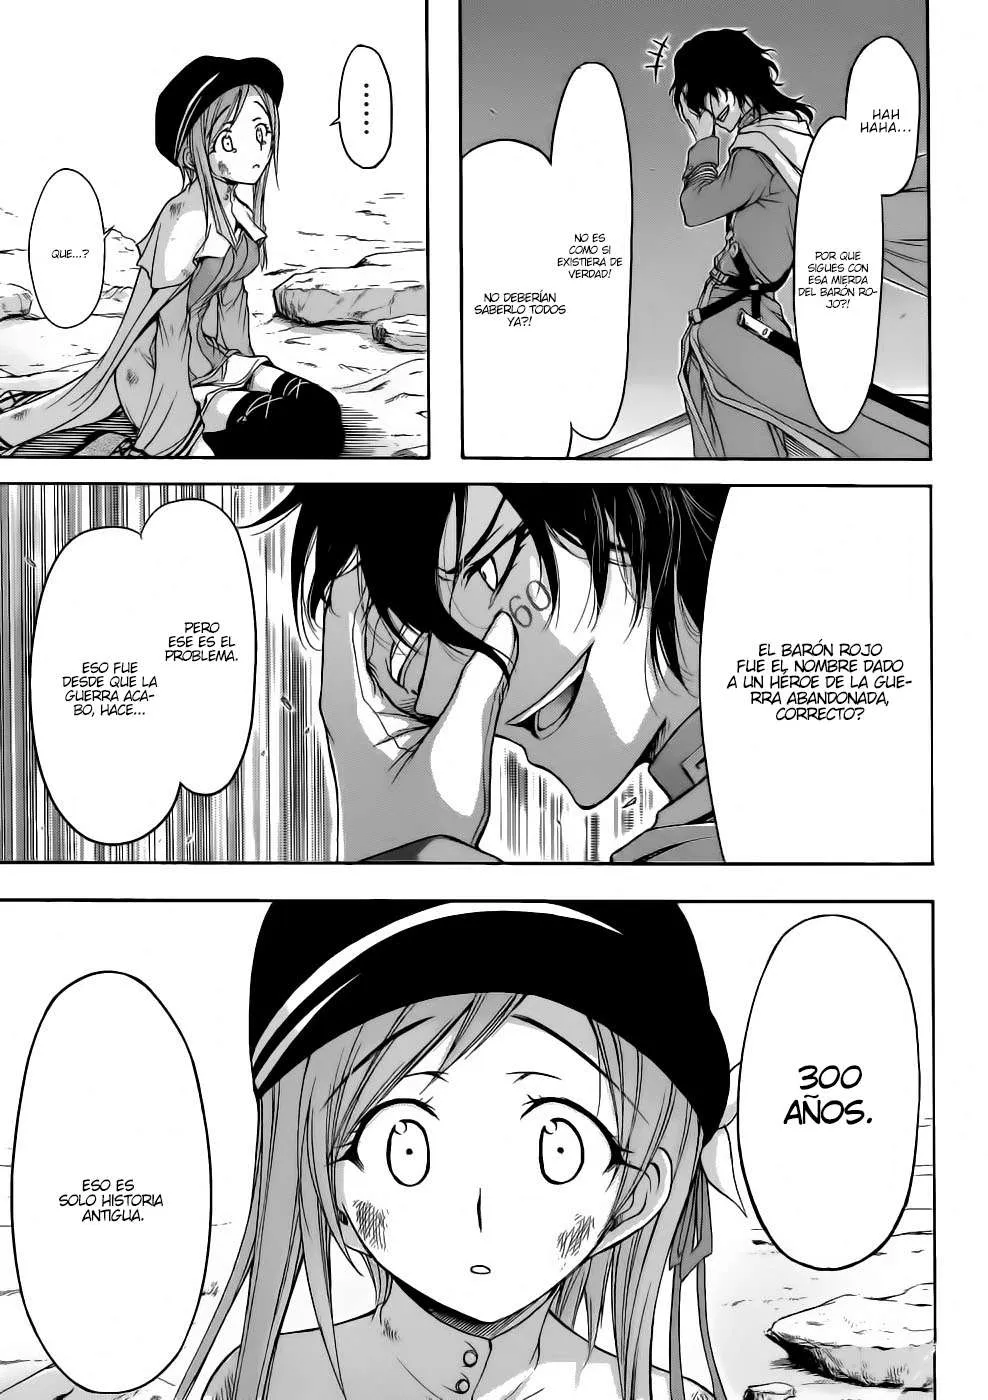 HAH
HAHA...
POR QUE
SIGUES CON
ESA MIERDA
DEL BARÓN RO-
JO?!
NO ES
COMO SI
EXISTIERA DE
VERDAD!
NO DEBERÍAN
SABERLO TODOS
YA?!
......
QUE...?
EL BARÓN ROJO
FUE EL NOMBRE DADO
A UN HÉROE DE LA GUE-
RRA ABANDONADA,
CORRECTO?
60
PERO
ESE ES EL
PROBLEMA.
ESO FUE
DESDE QUE LA
GUERRA ACA-
BO, HACE...
300
AÑOS.
ESO ES
SOLO HISTORIA
ANTIGUA.